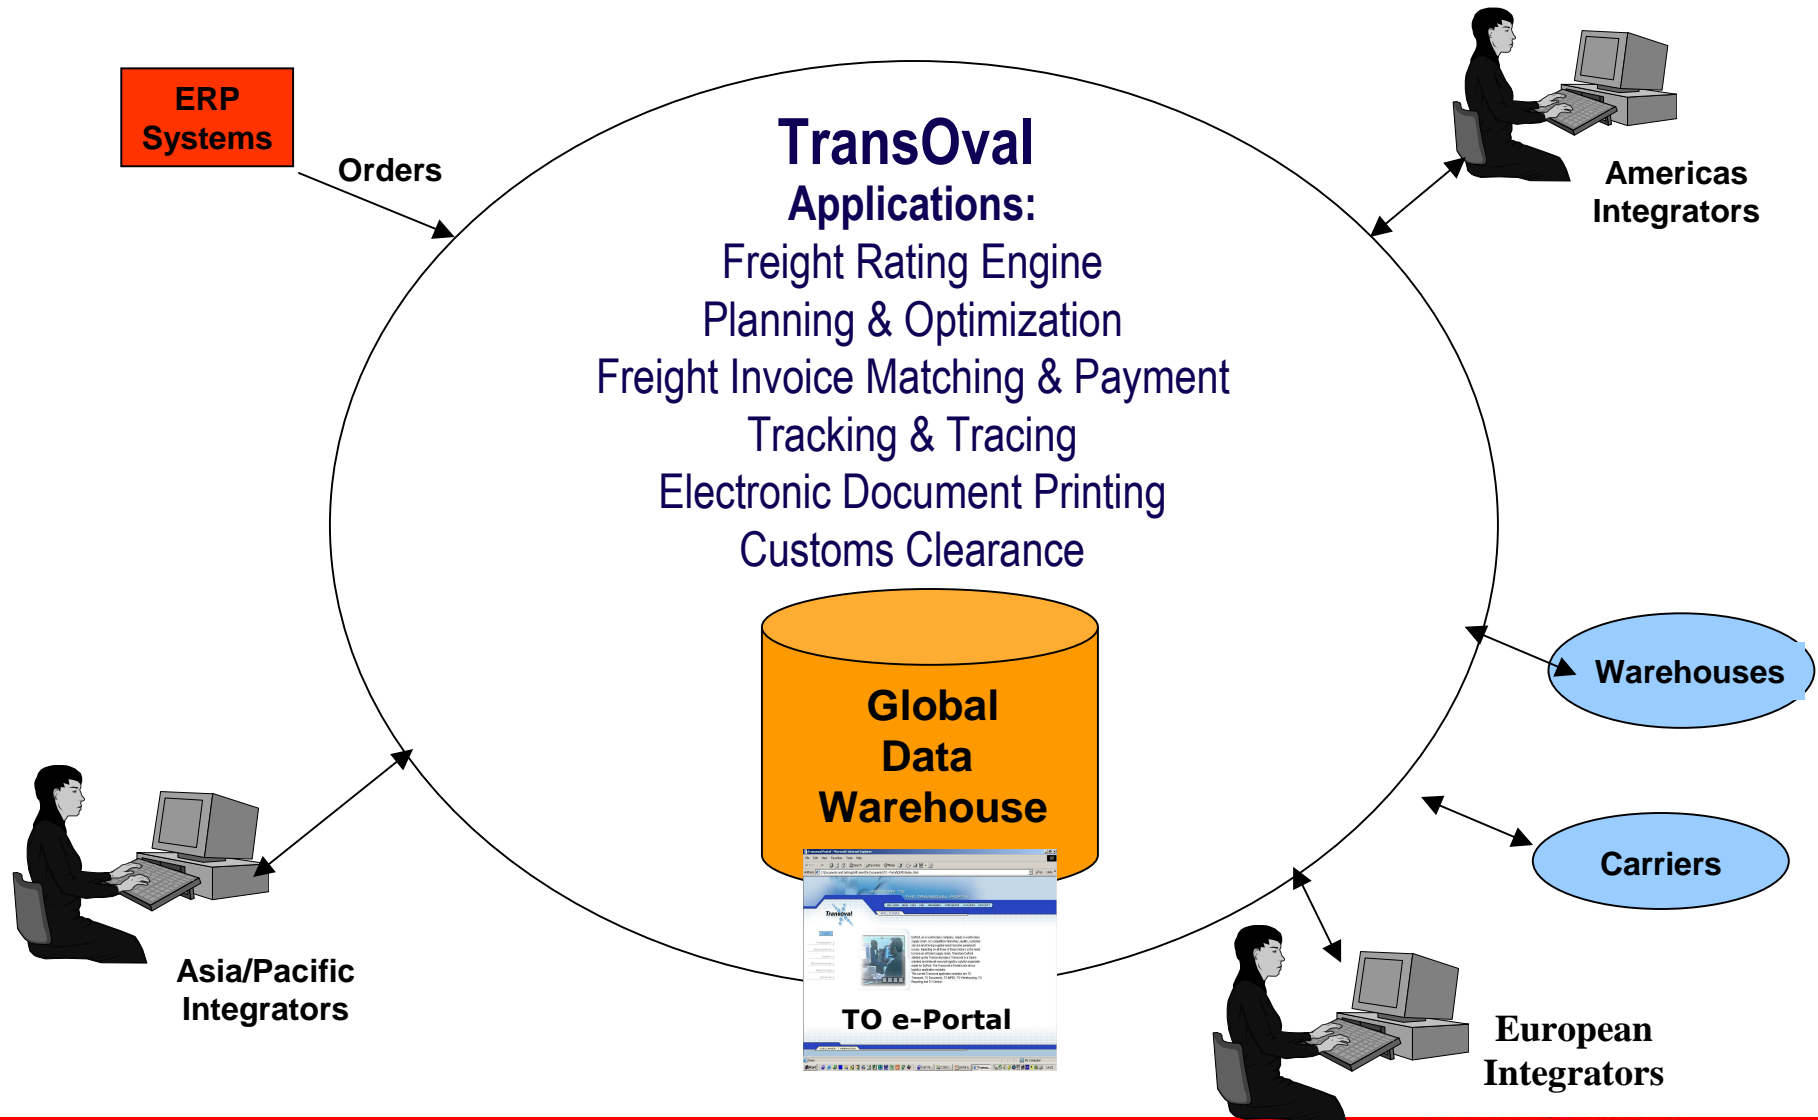 ERP
Systems
Orders
TransOval
Applications:
Freight Rating Engine
Planning & Optimization
Freight Invoice Matching & Payment
Tracking & Tracing
Electronic Document Printing
Customs Clearance
Americas
Integrators
Global
Data
Warehouse
Warehouses
Carriers
Asia/Pacific
Integrators
Transoval
TO e-Portal
European
Integrators